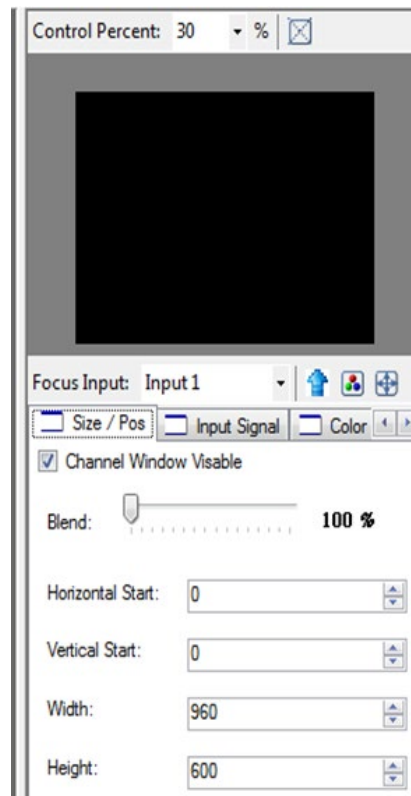 Control Percent: 30 %
Focus Input: Input 1
Size / Pos Input Signal Color
Channel Window Visable
Blend: 100 %
Horizontal Start: 0
Vertical Start: 0
Width: 960
Height: 600